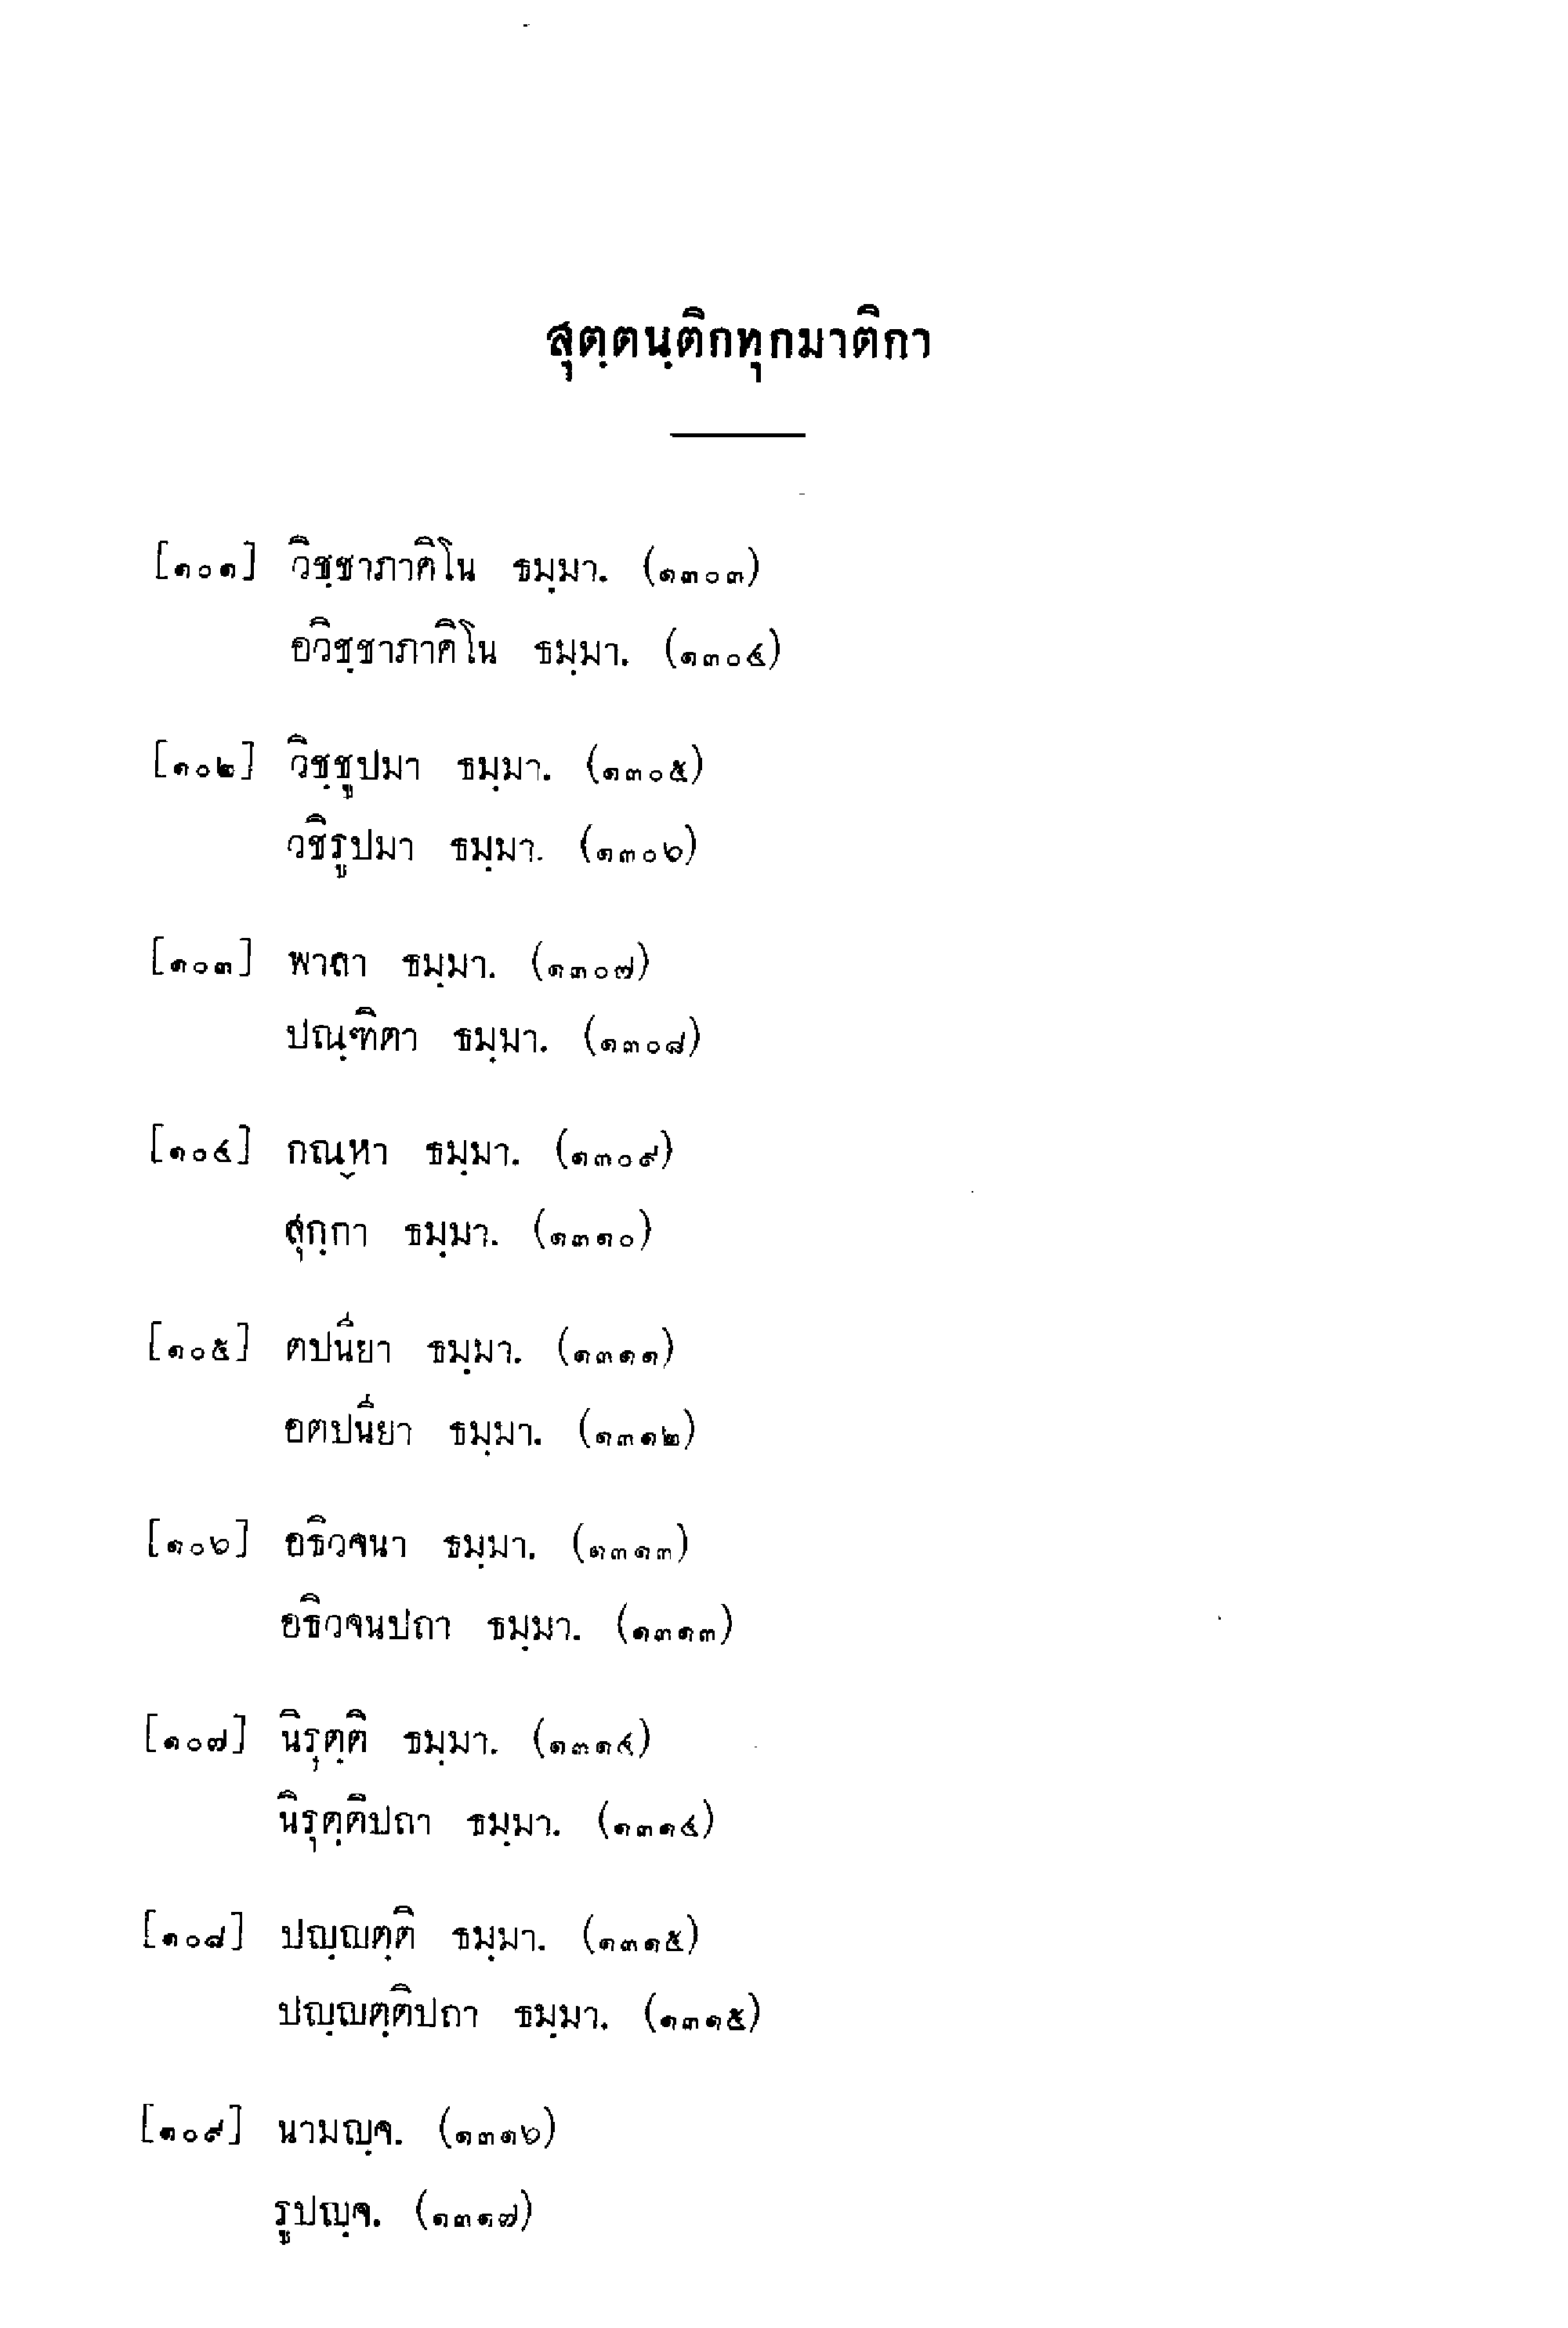 สุตฺตนฺติกทุกมาติกา
[๑๐๑] วิชฺชาภาคิโน ธมฺมา. (๑๓๐๓)
อวิชฺชาภาคิโน ธมฺมา. (๑๓๐๔)
[๑๐๒] วิชฺชูปมา ธมฺมา. (๑๓๐๕)
วชิรูปมา ธมฺมา. (๑๓๐๖)
[๑๐๓] พาลา ธมฺมา. (๑๓๐๗)
ปณฺฑิตา ธมฺมา. (๑๓๐๘)
[๑๐๔] กณฺหา ธมฺมา. (๑๓๐๙)
สุกฺกา ธมฺมา. (๑๓๑๐)
[๑๐๕] ตปนิยา ธมฺมา. (๑๓๑๑)
อตปนิยา ธมฺมา. (๑๓๑๒)
[๑๐๖] อธิวจนา ธมฺมา. (๑๓๑๓)
อธิวจนปถา ธมฺมา. (๑๓๑๓)
[๑๐๗] นิรุตฺติ ธมฺมา. (๑๓๑๔)
นิรุตฺติปถา ธมฺมา. (๑๓๑๔)
[๑๐๘] ปญฺญตฺติ ธมฺมา. (๑๓๑๕)
ปญฺญตฺติปถา ธมฺมา. (๑๓๑๕)
[๑๐๙] นามญฺจ. (๑๓๑๖)
รูปญฺจ. (๑๓๑๗)